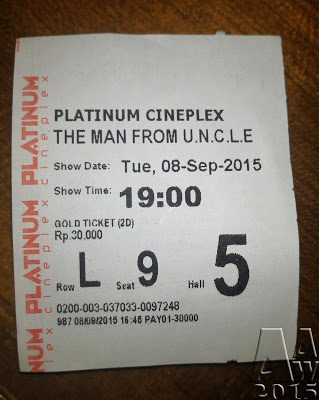 PLATINUM CINEPLEX
THE MAN FROM U.N.C.L.E
Show Date: Tue, 08-Sep-2015
Show Time: 19:00
GOLD TICKET (2D)
Rp.30,000
Row L Seat 9 Hall 5
0200-003-037033-0097248
987 08/09/2015 16:45 PAY01-30000
NUM PLATINUM PLATINUM
ex cineplex cineplex
2015